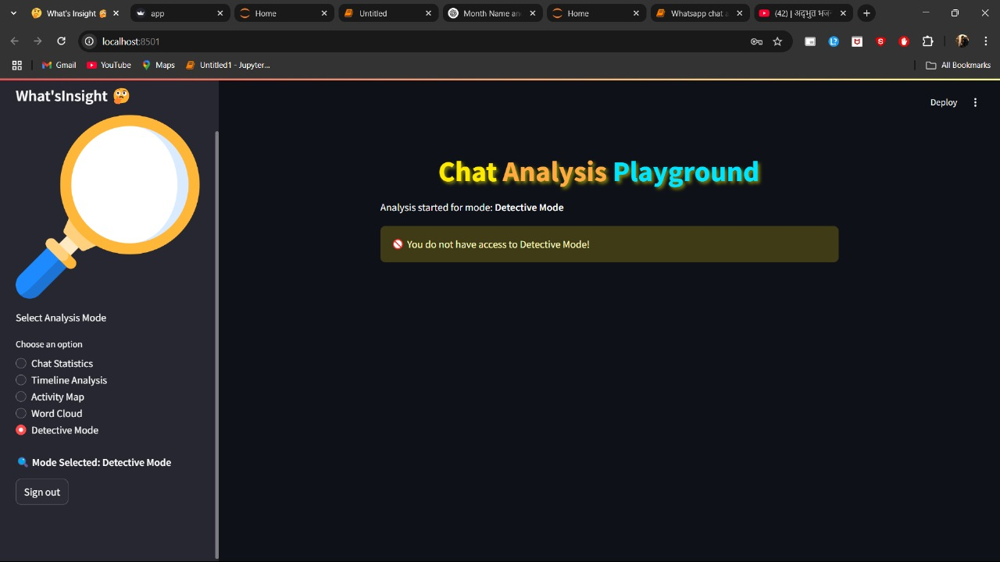 What's Insight 🤔
app
Home
Untitled
Month Name an
Home
Whatsapp chat a
(42) | अद्भुत भज-
localhost:8501
Gmail
YouTube
Maps
Untitled1 - Jupyter...
All Bookmarks
What'sInsight 🤔
Deploy
Chat Analysis Playground
Analysis started for mode: Detective Mode
🚫 You do not have access to Detective Mode!
Select Analysis Mode
Choose an option
Chat Statistics
Timeline Analysis
Activity Map
Word Cloud
Detective Mode
🔍 Mode Selected: Detective Mode
Sign out